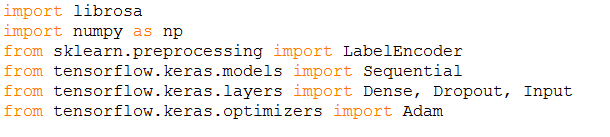 import librosa
import numpy as np
from sklearn.preprocessing import LabelEncoder
from tensorflow.keras.models import Sequential
from tensorflow.keras.layers import Dense, Dropout, Input
from tensorflow.keras.optimizers import Adam